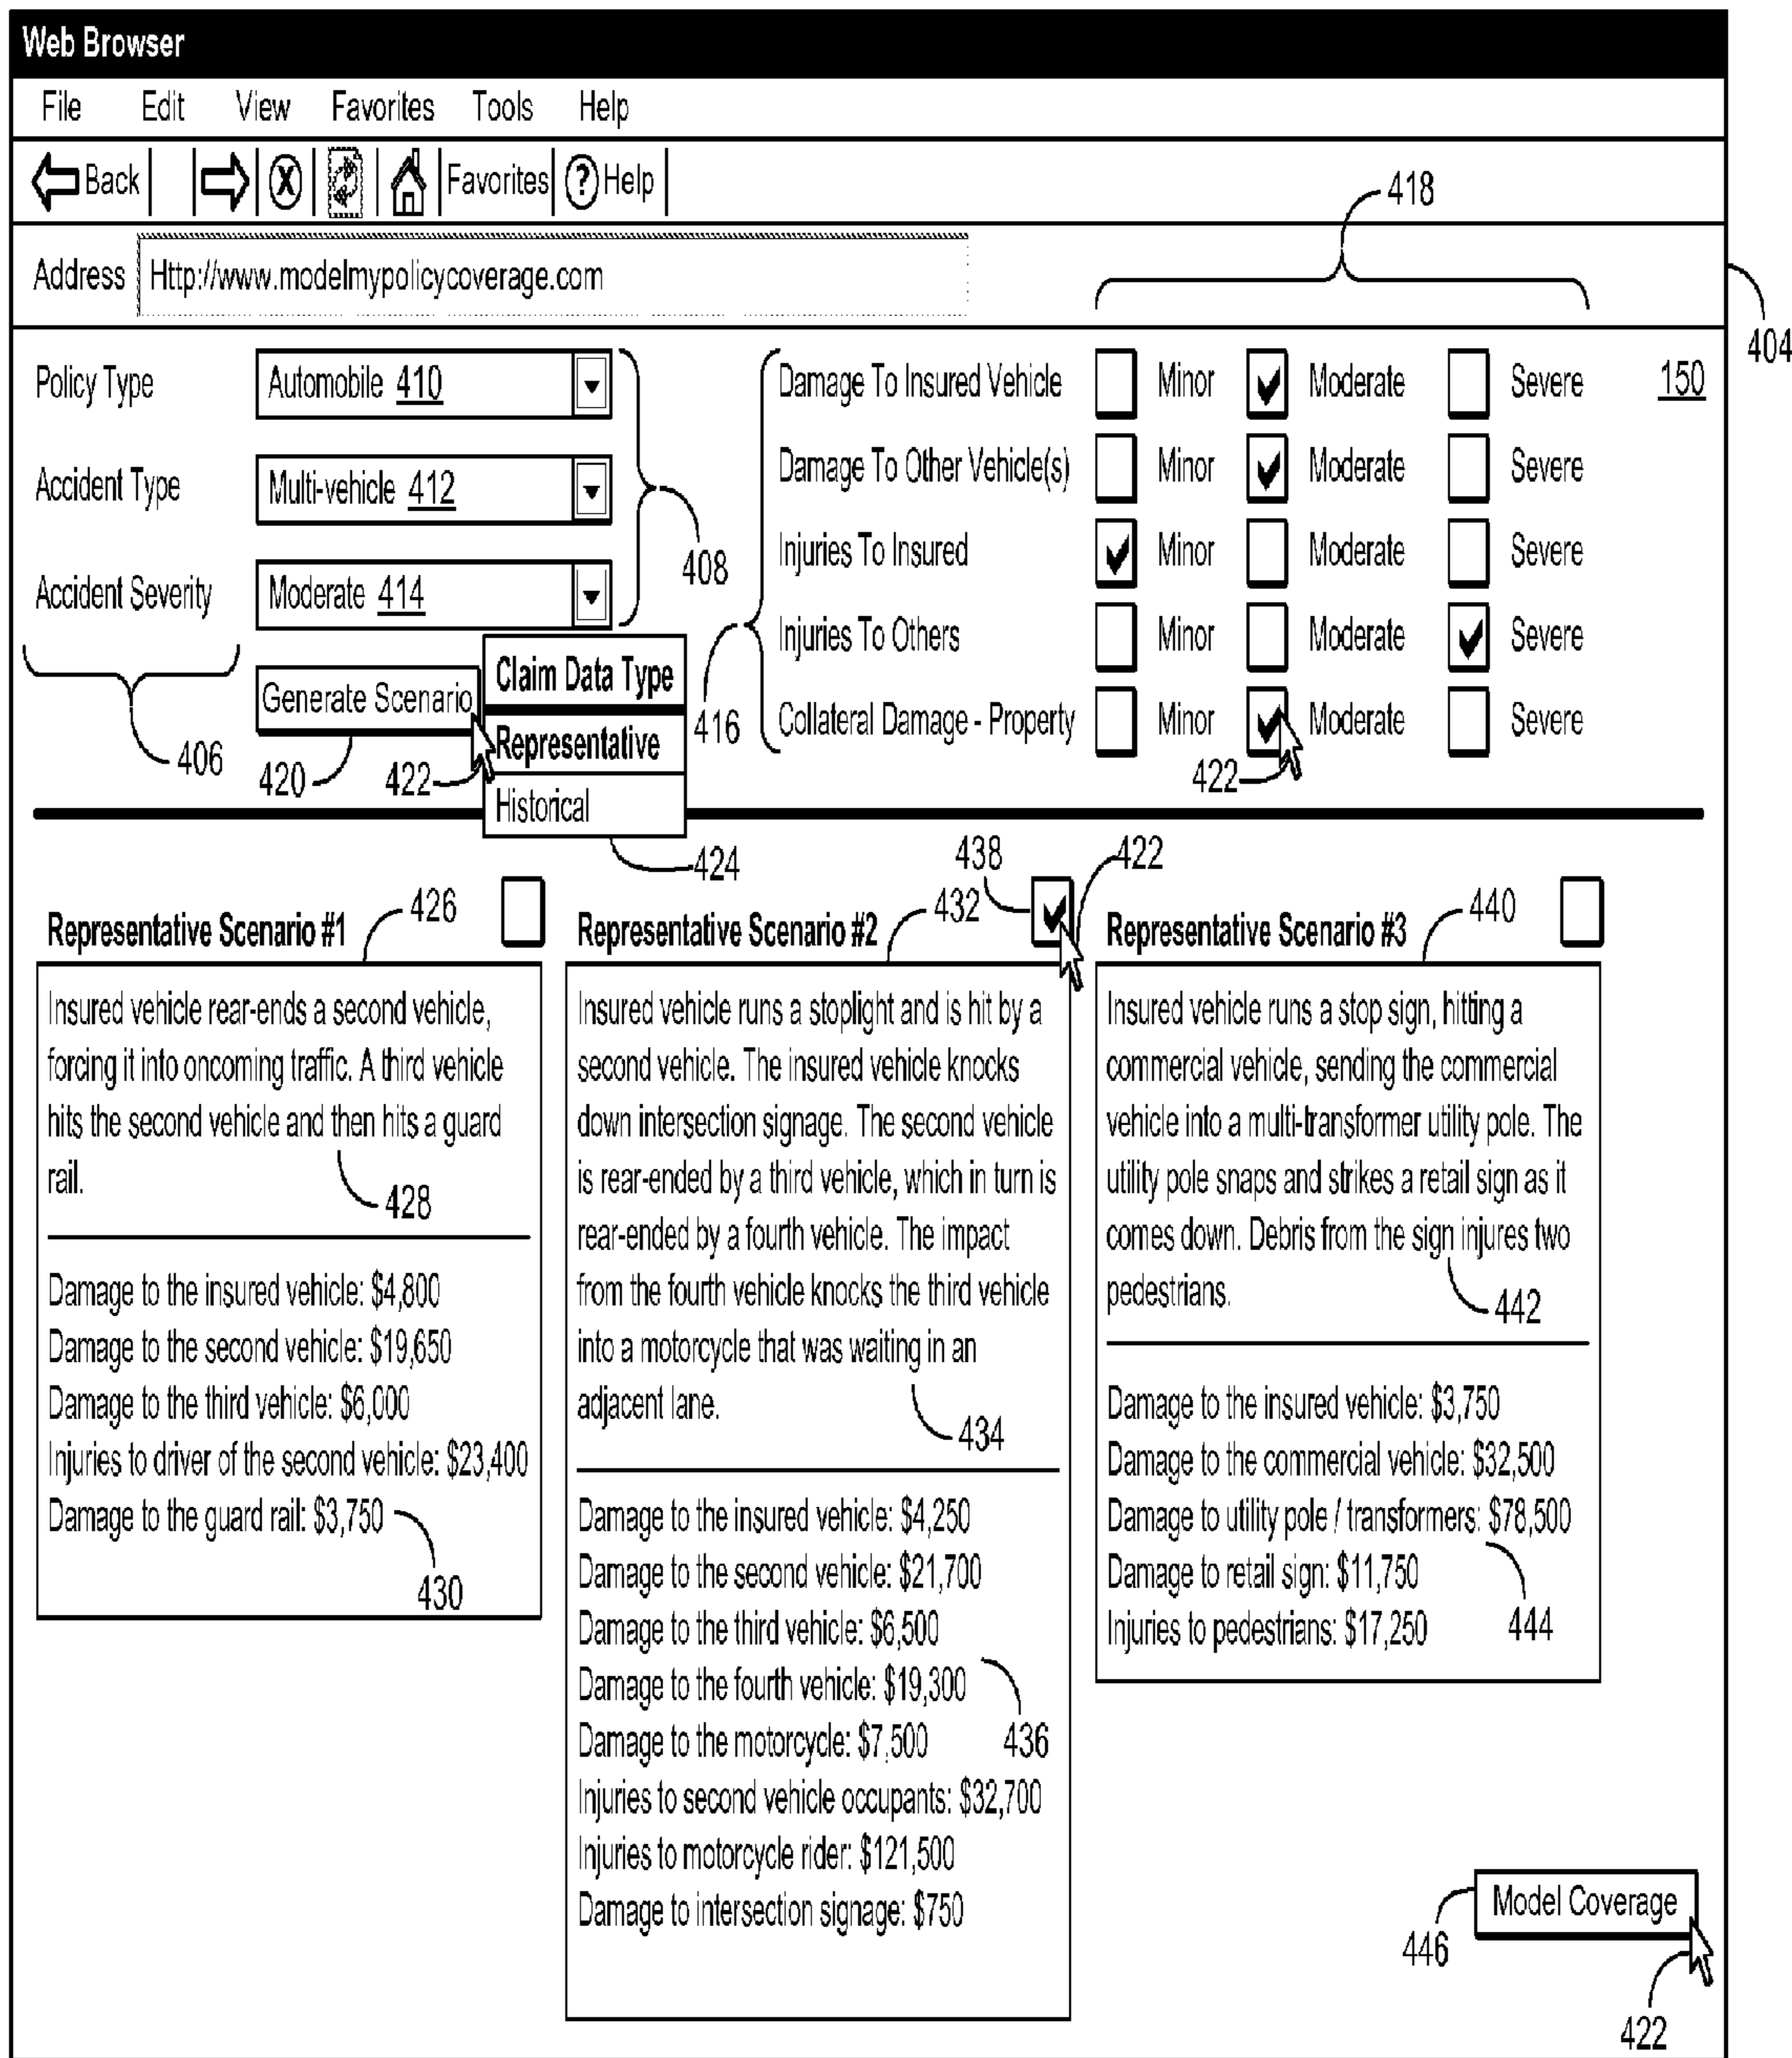 Web Browser
File Edit View Favorites Tools Help
Back X Favorites ? Help
418
Address Http://www.modelmypolicycoverage.com
404
Policy Type Automobile 410
Damage To Insured Vehicle Minor Moderate Severe 150
Damage To Other Vehicle(s) Minor Moderate Severe
Accident Type Multi-vehicle 412
408
Injuries To Insured Minor Moderate Severe
Accident Severity Moderate 414
Injuries To Others Minor Moderate Severe
Generate Scenario
Claim Data Type
Representative
Historical
416
Collateral Damage - Property Minor Moderate Severe
406
420
422
422
424
438
422
Representative Scenario #1
426
Insured vehicle rear-ends a second vehicle,
forcing it into oncoming traffic. A third vehicle
hits the second vehicle and then hits a guard
rail.
428
Damage to the insured vehicle: $4,800
Damage to the second vehicle: $19,650
Damage to the third vehicle: $6,000
Injuries to driver of the second vehicle: $23,400
Damage to the guard rail: $3,750
430
Representative Scenario #2
432
Insured vehicle runs a stoplight and is hit by a
second vehicle. The insured vehicle knocks
down intersection signage. The second vehicle
is rear-ended by a third vehicle, which in turn is
rear-ended by a fourth vehicle. The impact
from the fourth vehicle knocks the third vehicle
into a motorcycle that was waiting in an
adjacent lane.
434
Damage to the insured vehicle: $4,250
Damage to the second vehicle: $21,700
Damage to the third vehicle: $6,500
Damage to the fourth vehicle: $19,300
Damage to the motorcycle: $7,500
436
Injuries to second vehicle occupants: $32,700
Injuries to motorcycle rider: $121,500
Damage to intersection signage: $750
Representative Scenario #3
440
Insured vehicle runs a stop sign, hitting a
commercial vehicle, sending the commercial
vehicle into a multi-transformer utility pole. The
utility pole snaps and strikes a retail sign as it
comes down. Debris from the sign injures two
pedestrians.
442
Damage to the insured vehicle: $3,750
Damage to the commercial vehicle: $32,500
Damage to utility pole / transformers: $78,500
Damage to retail sign: $11,750
Injuries to pedestrians: $17,250
444
Model Coverage
446
422